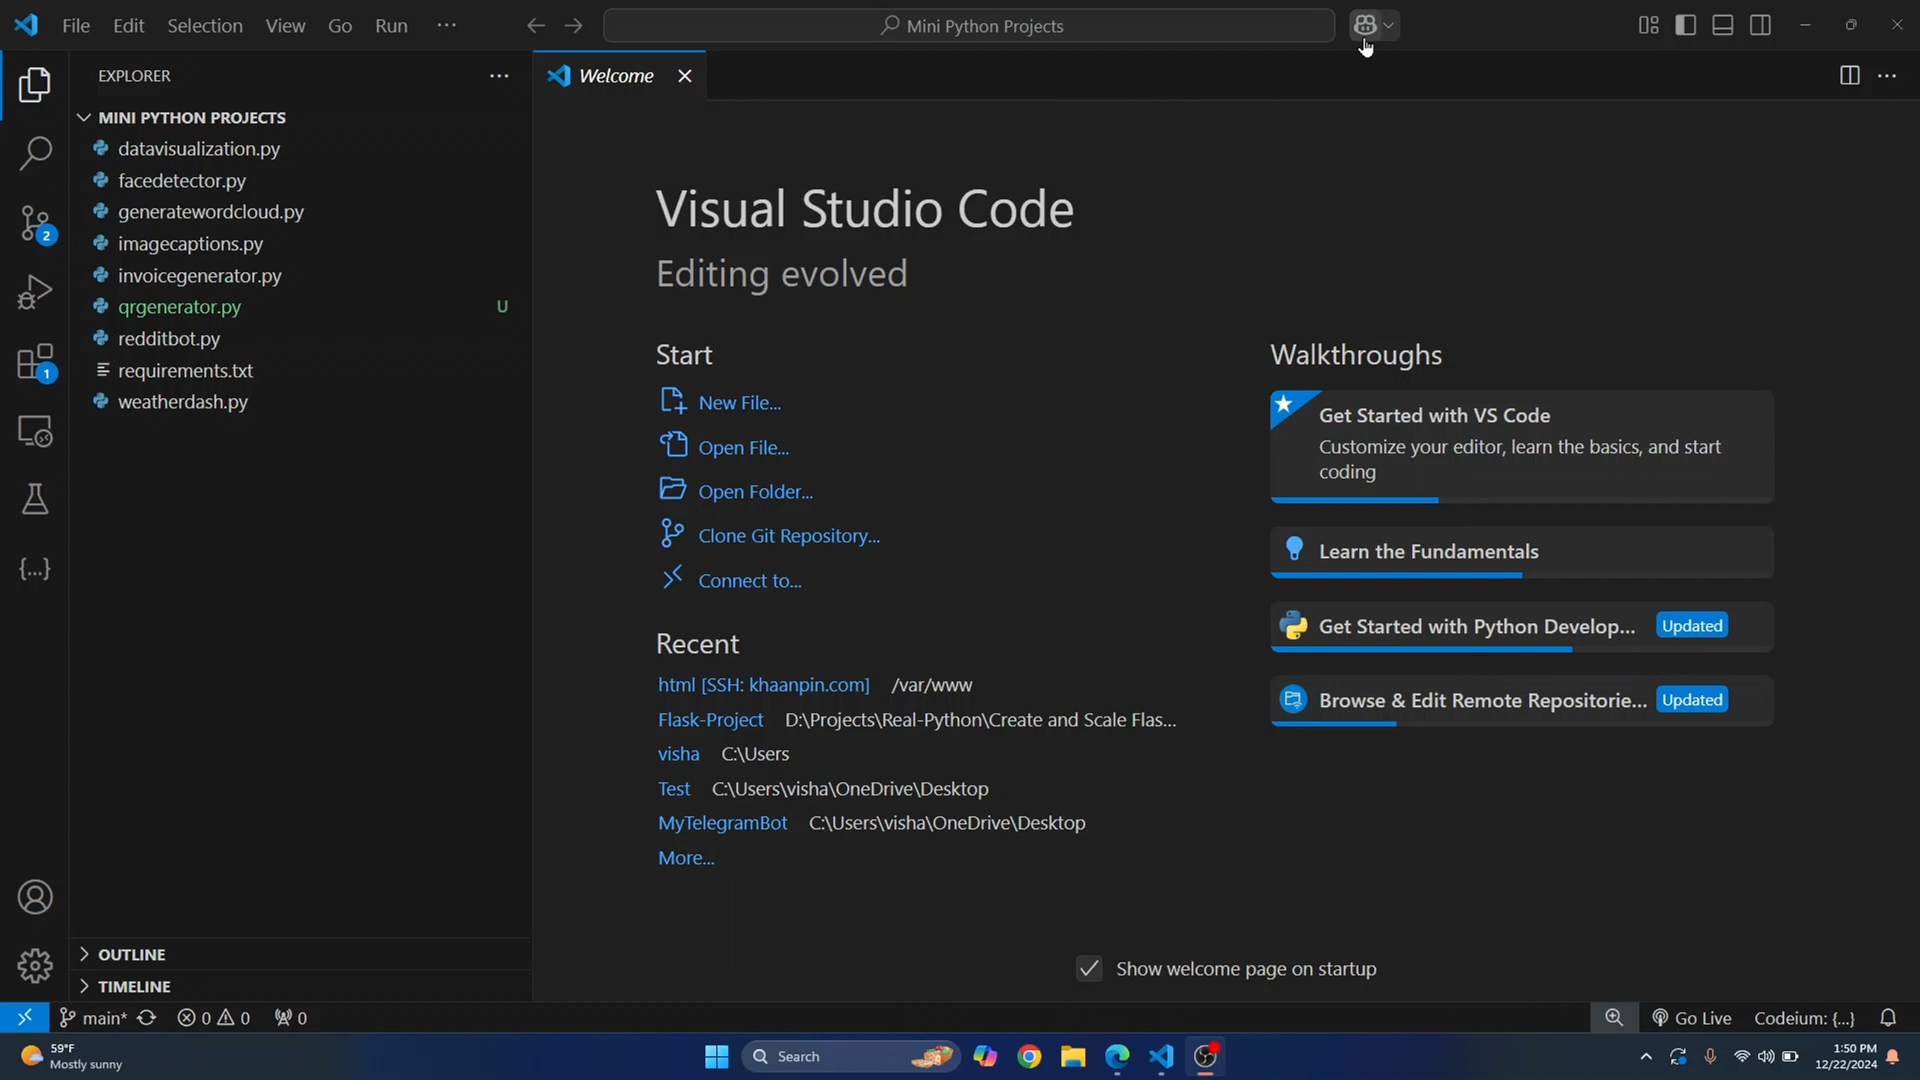 File Edit Selection View Go Run ···
Mini Python Projects
EXPLORER
Welcome
MINI PYTHON PROJECTS
datavisualization.py
facedetector.py
generatewordcloud.py
imagecaptions.py
invoicegenerator.py
qrgenerator.py U
redditbot.py
requirements.txt
weatherdash.py
2
1
{...}
OUTLINE
TIMELINE
Visual Studio Code
Editing evolved
Start
New File...
Open File...
Open Folder...
Clone Git Repository...
Connect to...
Recent
html [SSH: khaanpin.com] /var/www
Flask-Project D:\Projects\Real-Python\Create and Scale Flas...
visha C:\Users
Test C:\Users\visha\OneDrive\Desktop
MyTelegramBot C:\Users\visha\OneDrive\Desktop
More...
Walkthroughs
Get Started with VS Code
Customize your editor, learn the basics, and start
coding
Learn the Fundamentals
Get Started with Python Develop... Updated
Browse & Edit Remote Repositorie... Updated
Show welcome page on startup
main* 0 0 0
Go Live Codeium: {...}
59°F
Mostly sunny
Search
1:50 PM
12/22/2024